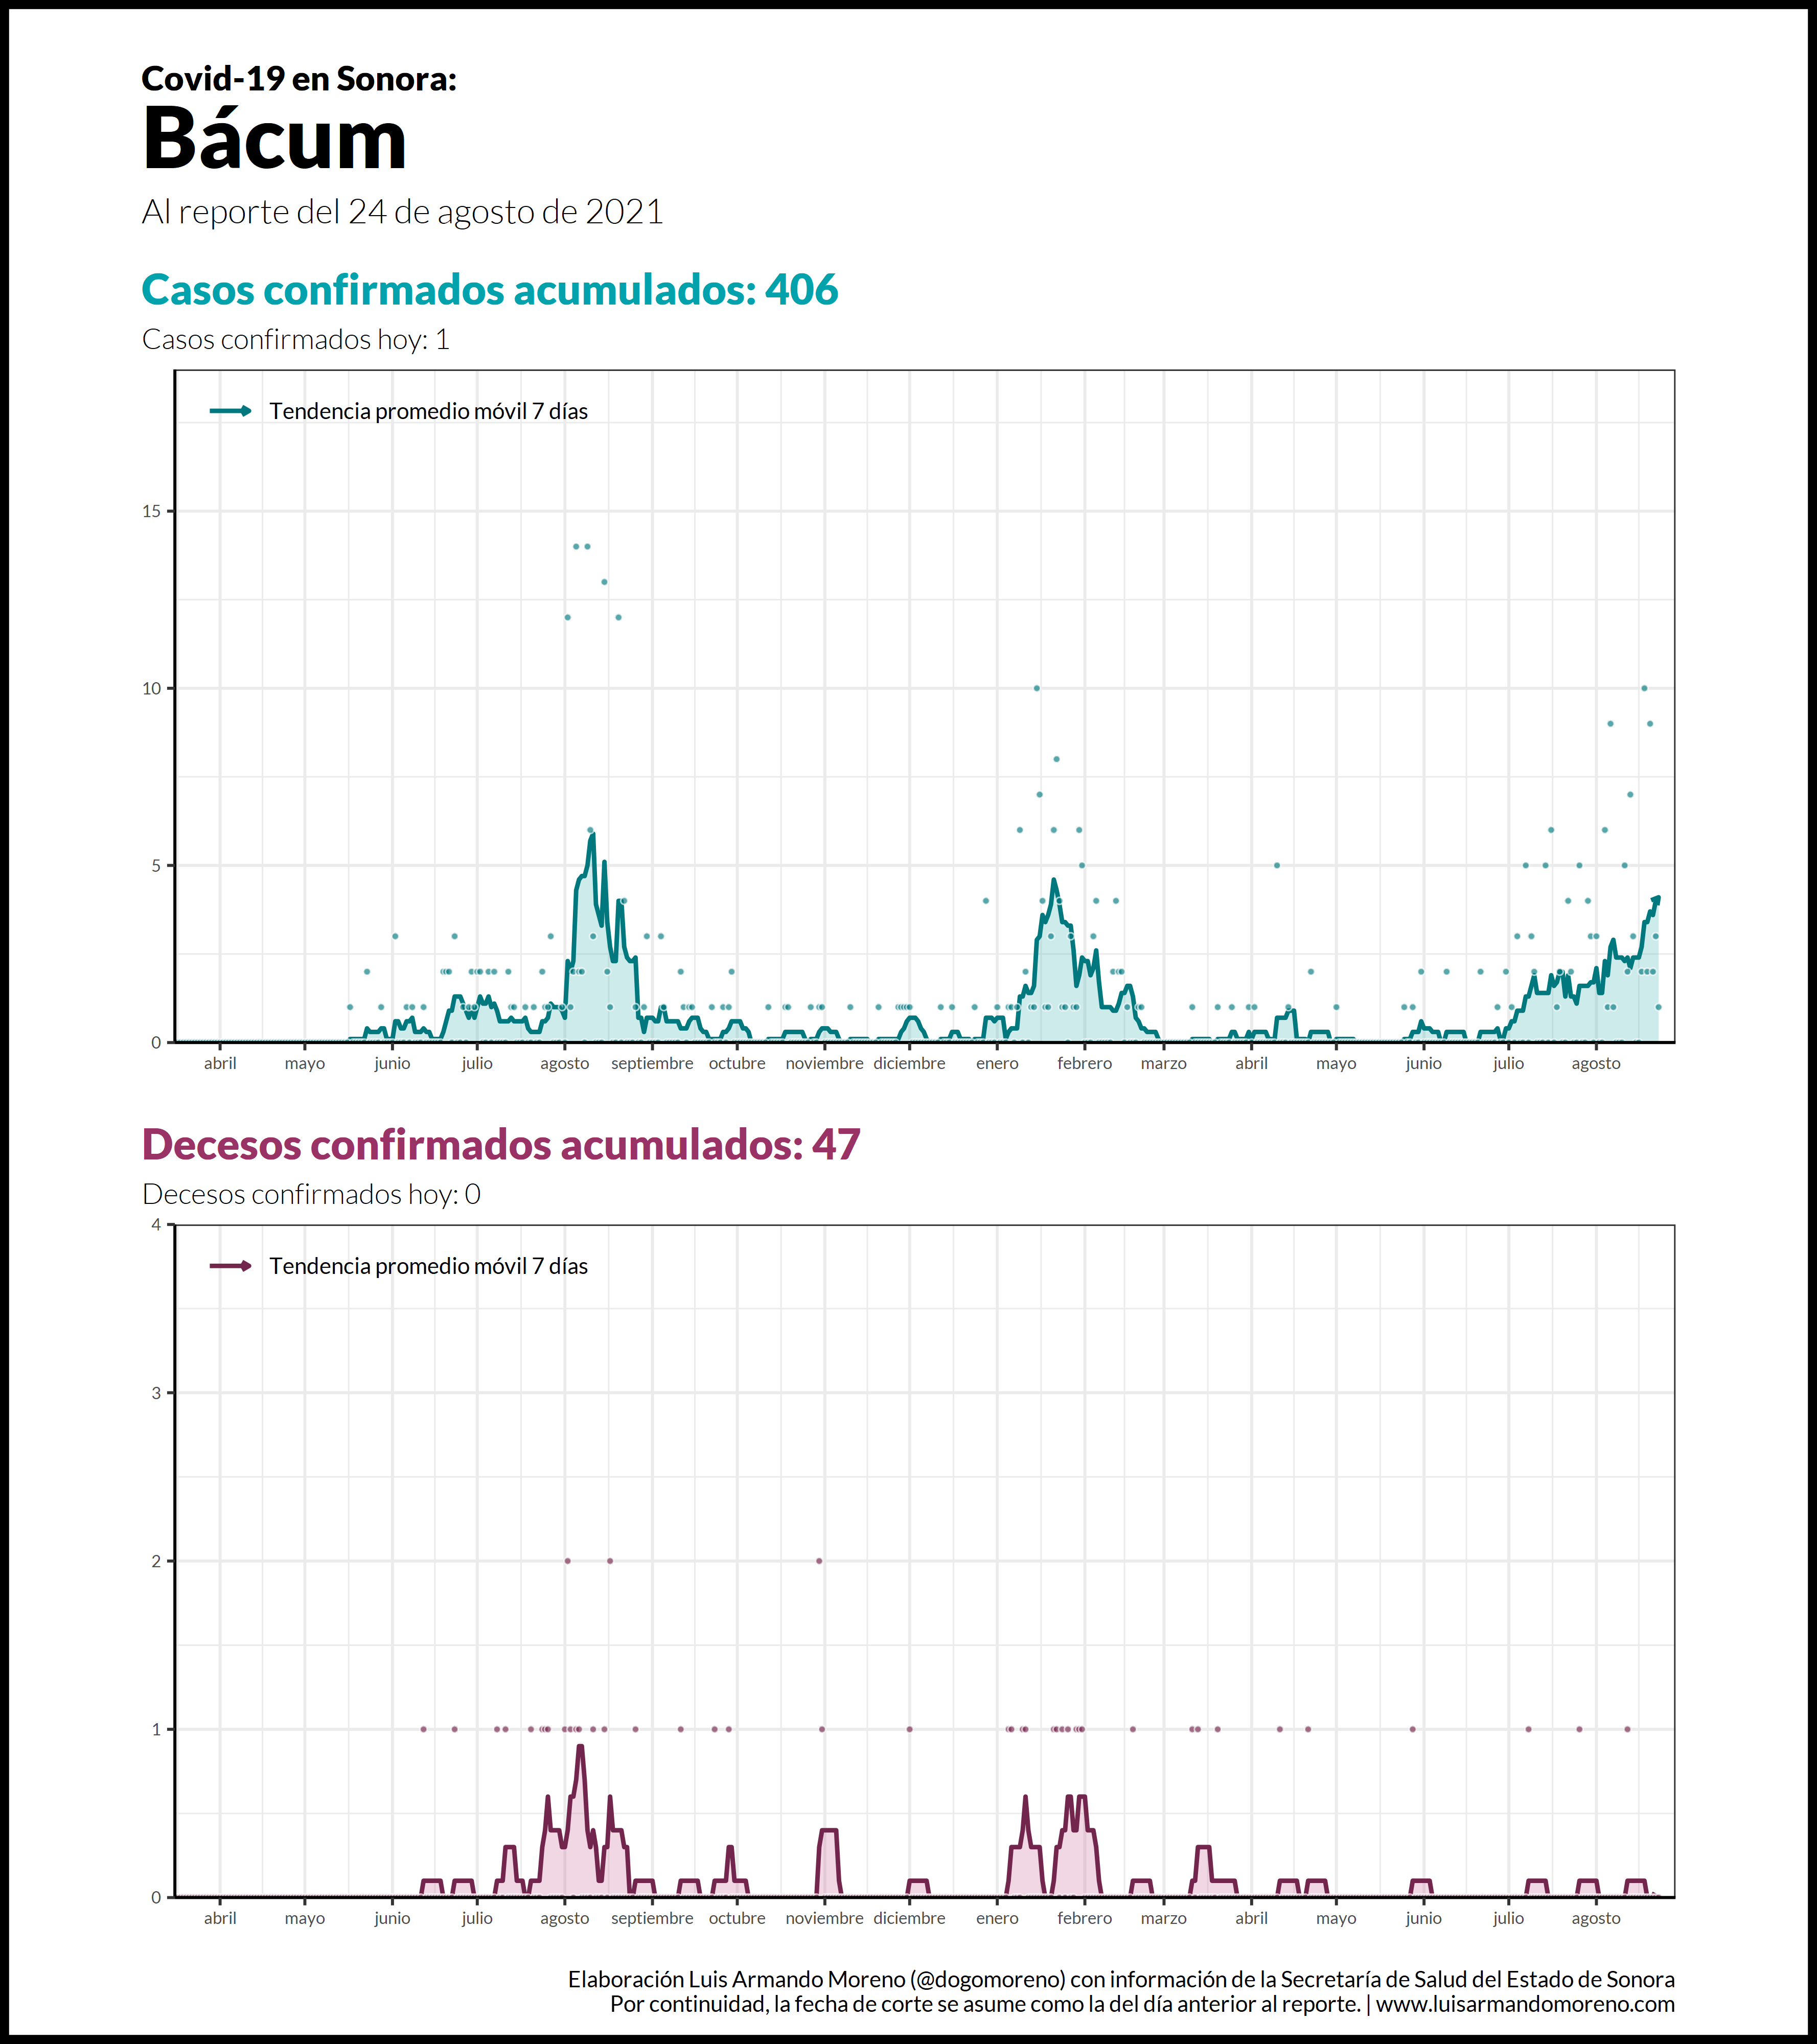 Covid-19 en Sonora:
Bácum
Al reporte del 24 de agosto de 2021
Casos confirmados acumulados: 406
Casos confirmados hoy: 1
Tendencia promedio móvil 7 días
15
10
5
0
abril mayo junio julio agosto septiembre octubre noviembre diciembre enero febrero marzo abril mayo junio julio agosto
Decesos confirmados acumulados: 47
Decesos confirmados hoy: 0
4
Tendencia promedio móvil 7 días
3
2
1
0
abril mayo junio julio agosto septiembre octubre noviembre diciembre enero febrero marzo abril mayo junio julio agosto
Elaboración Luis Armando Moreno (@dogomoreno) con información de la Secretaría de Salud del Estado de Sonora
Por continuidad, la fecha de corte se asume como la del día anterior al reporte. | www.luisarmandomoreno.com